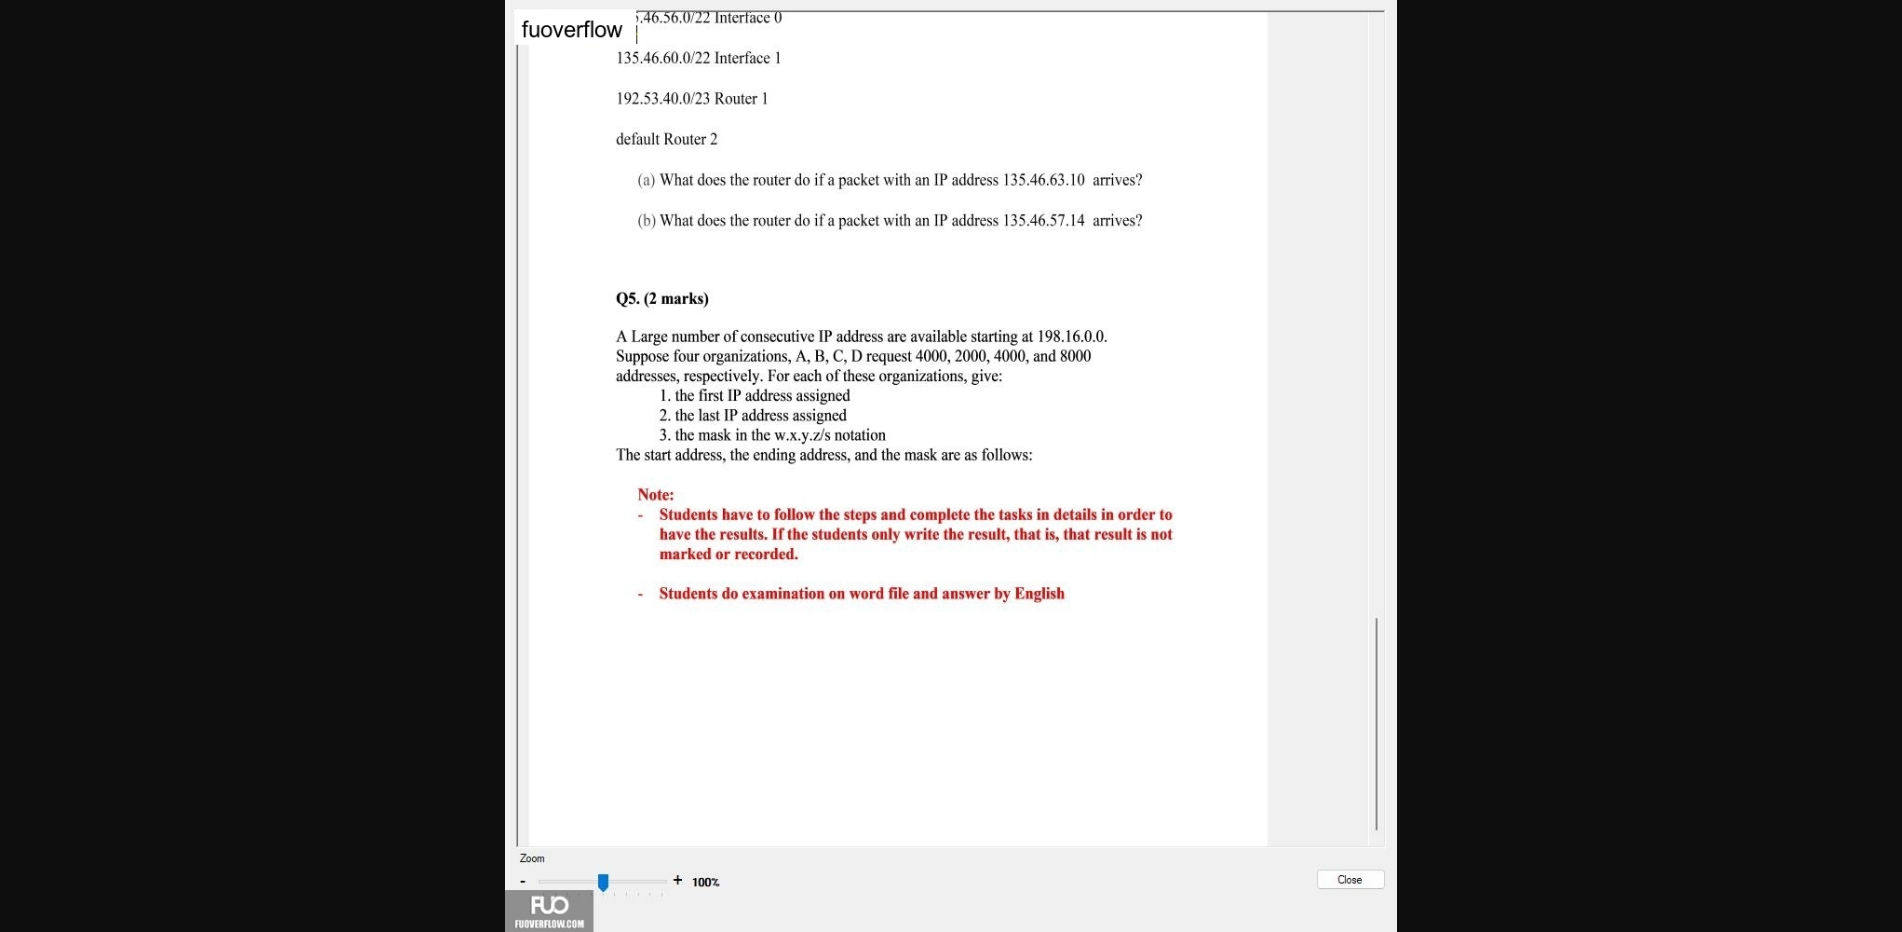 fuoverflow
.46.56.0/22 Interface 0
135.46.60.0/22 Interface 1
192.53.40.0/23 Router 1
default Router 2
(a) What does the router do if a packet with an IP address 135.46.63.10 arrives?
(b) What does the router do if a packet with an IP address 135.46.57.14 arrives?
Q5. (2 marks)
A Large number of consecutive IP address are available starting at 198.16.0.0.
Suppose four organizations, A, B, C, D request 4000, 2000, 4000, and 8000
addresses, respectively. For each of these organizations, give:
1. the first IP address assigned
2. the last IP address assigned
3. the mask in the w.x.y.z/s notation
The start address, the ending address, and the mask are as follows:
Note:
- Students have to follow the steps and complete the tasks in details in order to
have the results. If the students only write the result, that is, that result is not
marked or recorded.
- Students do examination on word file and answer by English
Zoom
- + 100%
Close
FUO
FUOVERFLOW.COM